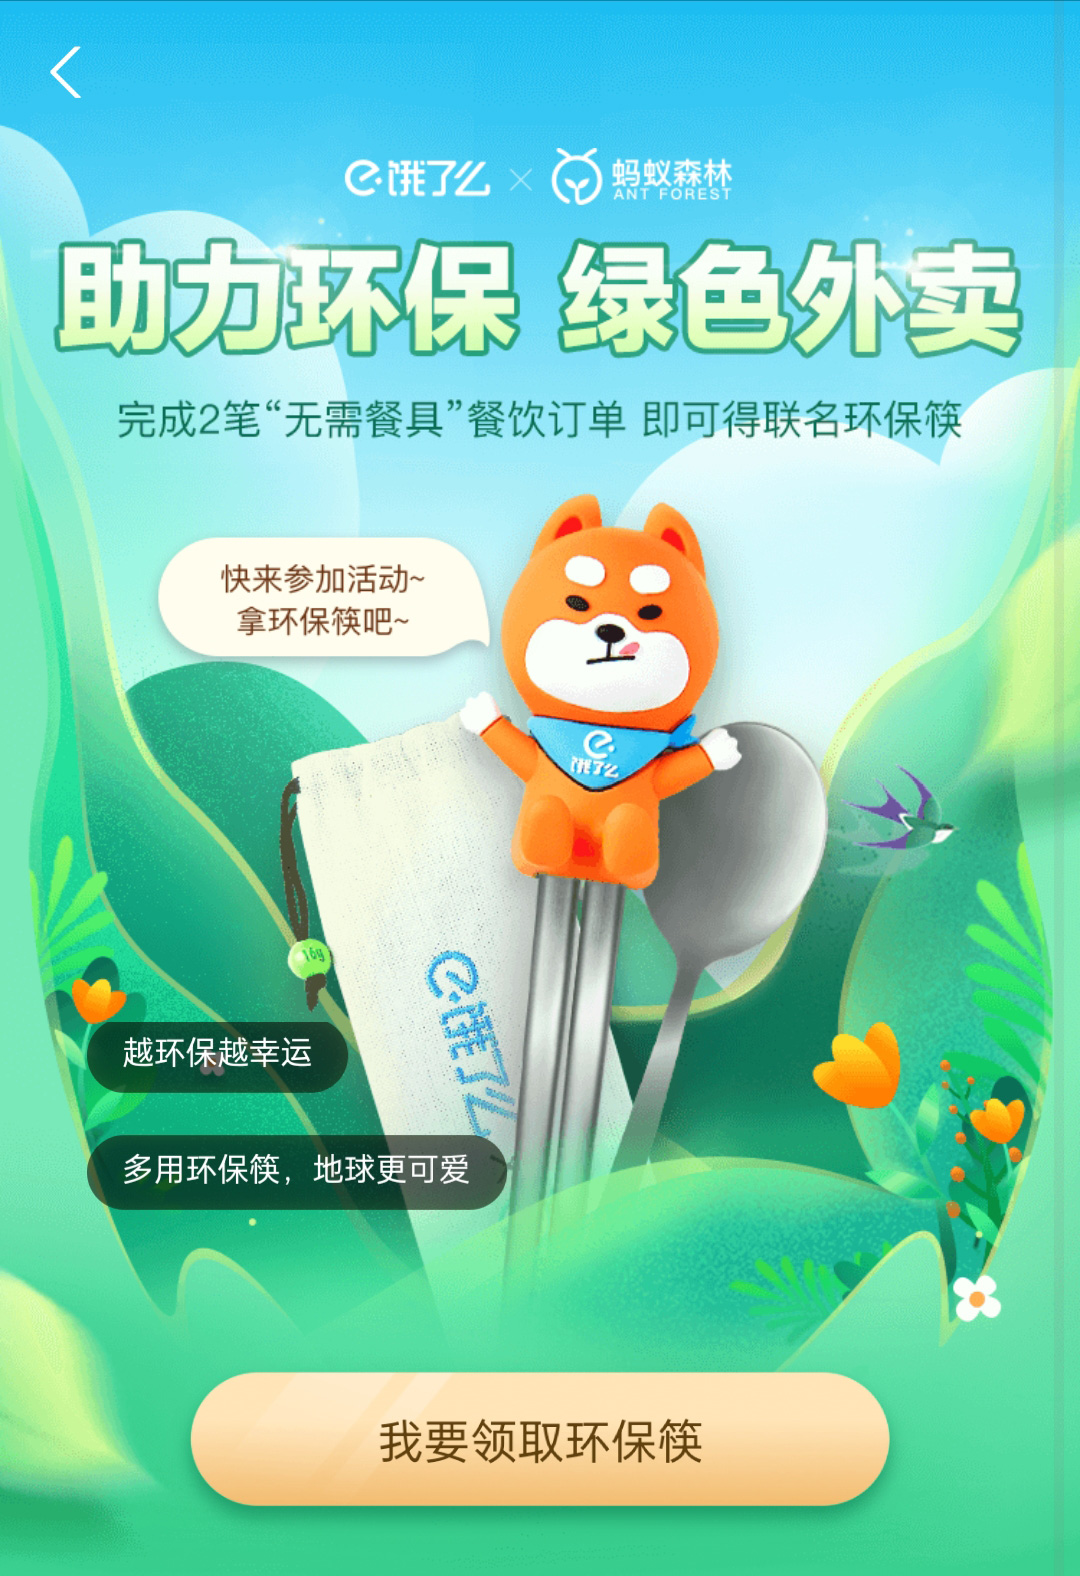 饿了么 × 蚂蚁森林
ANT FOREST
助力环保 绿色外卖
完成2笔“无需餐具”餐饮订单 即可得联名环保筷
快来参加活动~
拿环保筷吧~
饿了么
16g
饿了么
越环保越幸运
多用环保筷，地球更可爱
我要领取环保筷